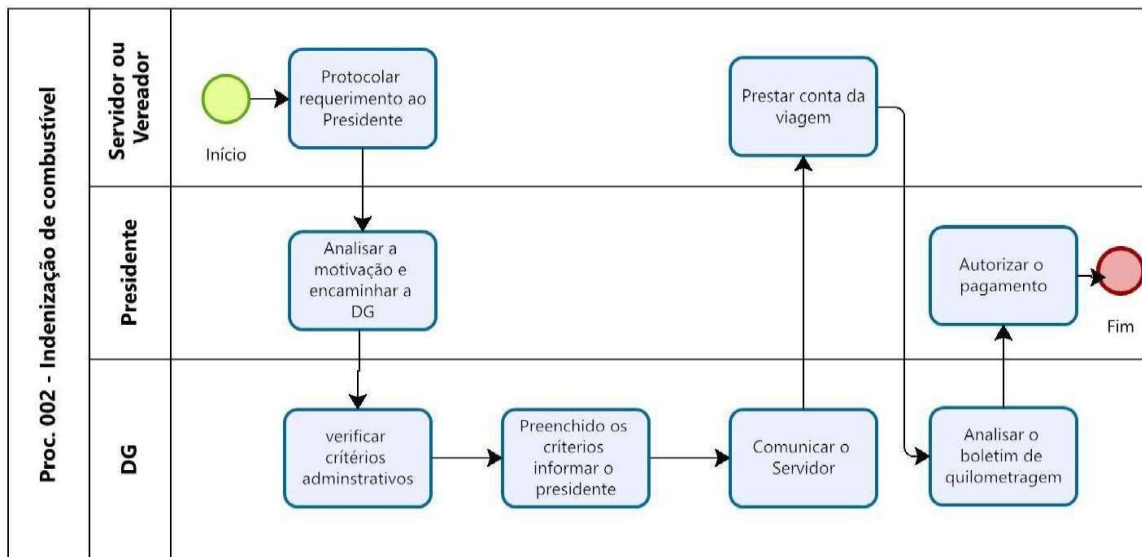 Proc. 002 - Indenização de combustível
Servidor ou
Vereador
Início
Protocolar
requerimento ao
Presidente
Prestar conta da
viagem
Presidente
Analisar a
motivação e
encaminhar a
DG
Autorizar o
pagamento
Fim
DG
verificar
critérios
adminstrativos
Preenchido os
críterios
informar o
presidente
Comunicar o
Servidor
Analisar o
boletim de
quilometragem